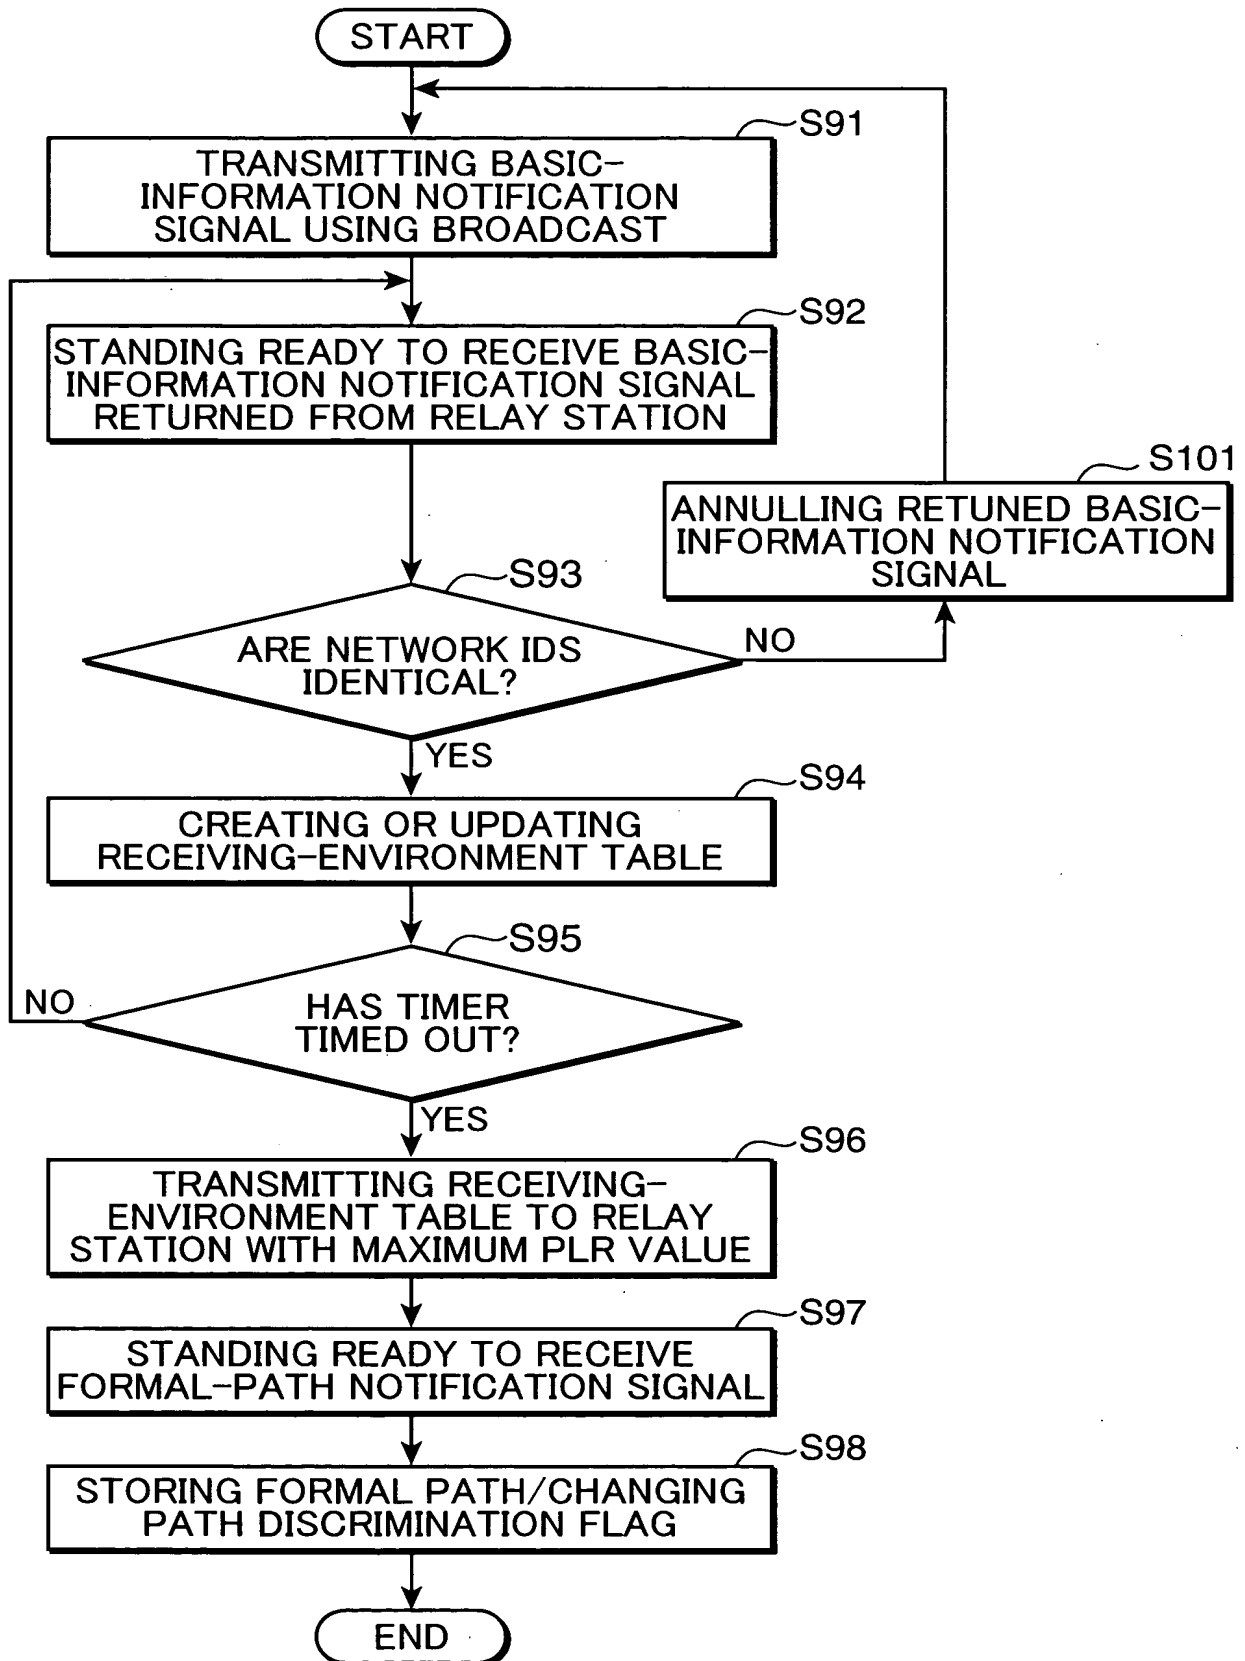 START
S91
TRANSMITTING BASIC-
INFORMATION NOTIFICATION
SIGNAL USING BROADCAST
S92
STANDING READY TO RECEIVE BASIC-
INFORMATION NOTIFICATION SIGNAL
RETURNED FROM RELAY STATION
S101
ANNULLING RETUNED BASIC-
INFORMATION NOTIFICATION
SIGNAL
S93
ARE NETWORK IDS
IDENTICAL?
NO
YES
S94
CREATING OR UPDATING
RECEIVING-ENVIRONMENT TABLE
S95
HAS TIMER
TIMED OUT?
NO
YES
S96
TRANSMITTING RECEIVING-
ENVIRONMENT TABLE TO RELAY
STATION WITH MAXIMUM PLR VALUE
S97
STANDING READY TO RECEIVE
FORMAL-PATH NOTIFICATION SIGNAL
S98
STORING FORMAL PATH/CHANGING
PATH DISCRIMINATION FLAG
END